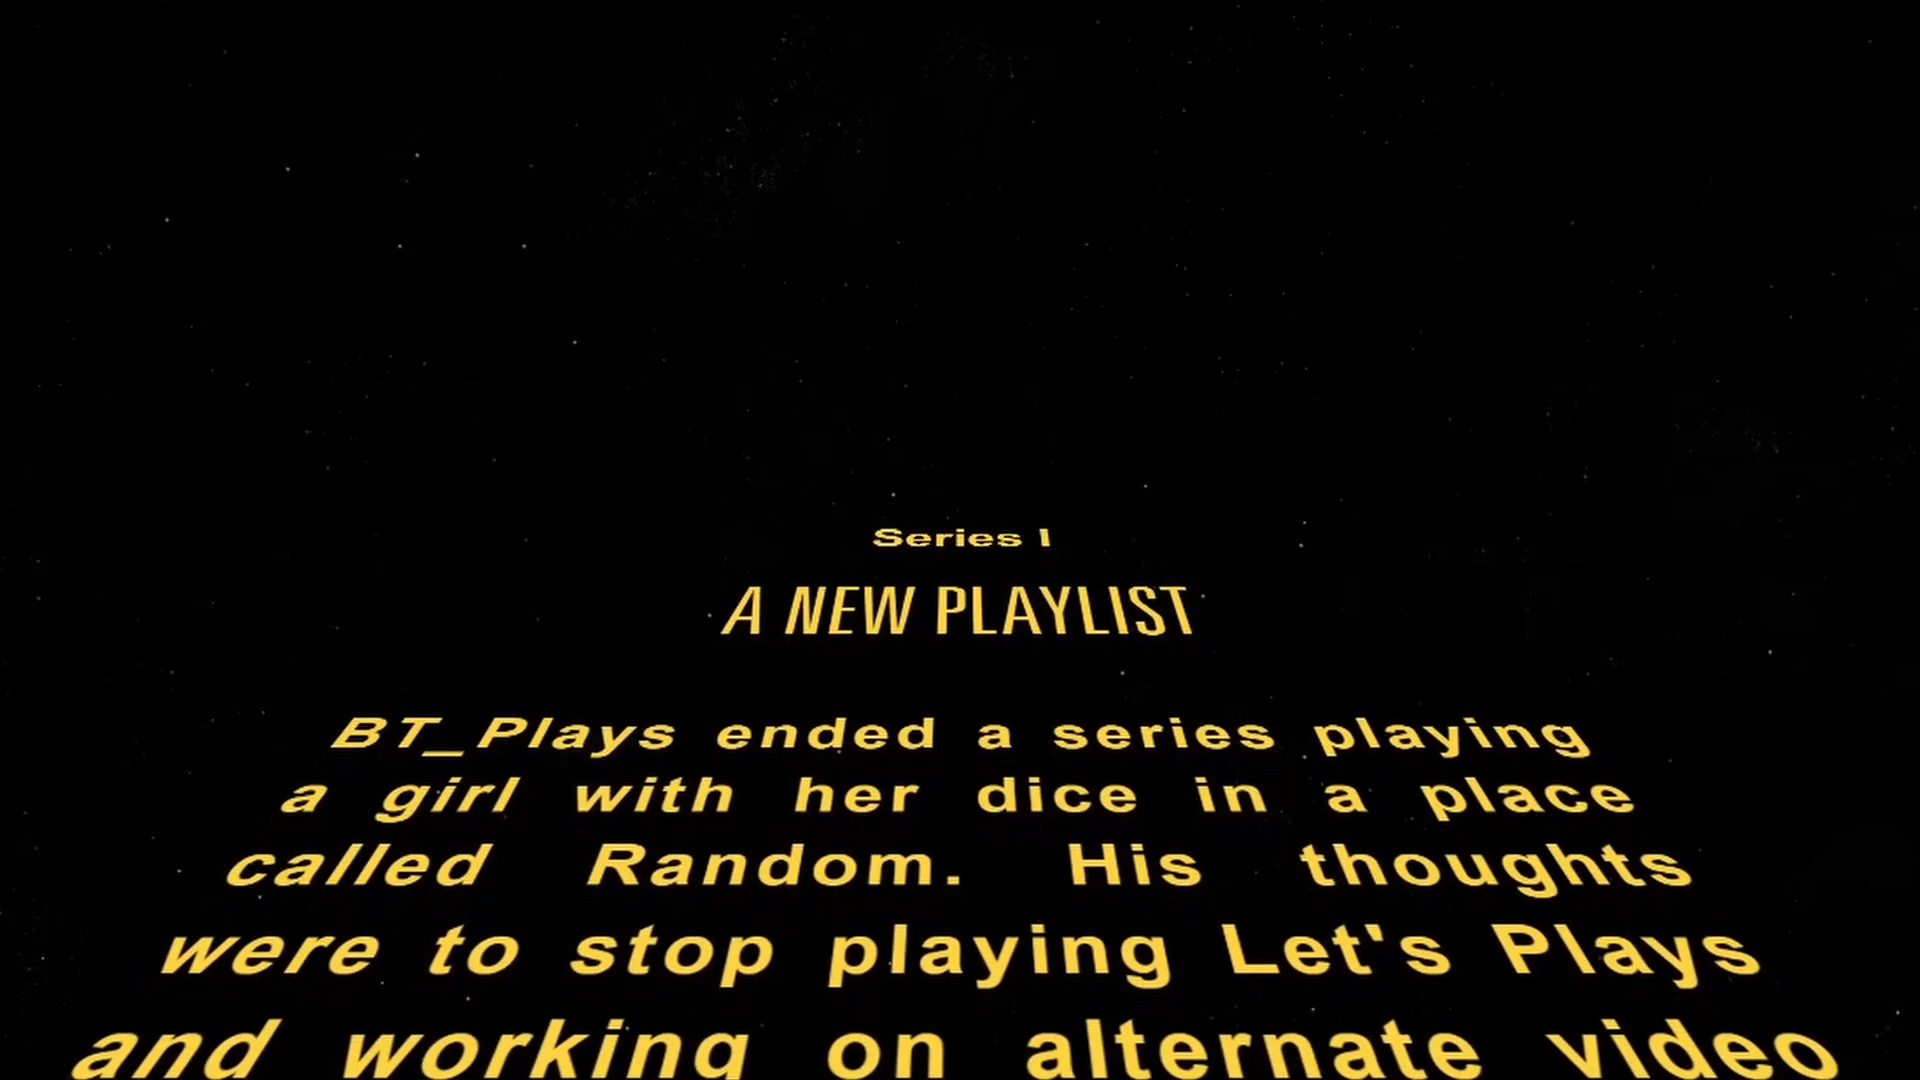 Series I
A NEW PLAYLIST
BT_Plays ended a series playing
a girl with her dice in a place
called Random. His thoughts
were to stop playing Let's Plays
and working on alternate video